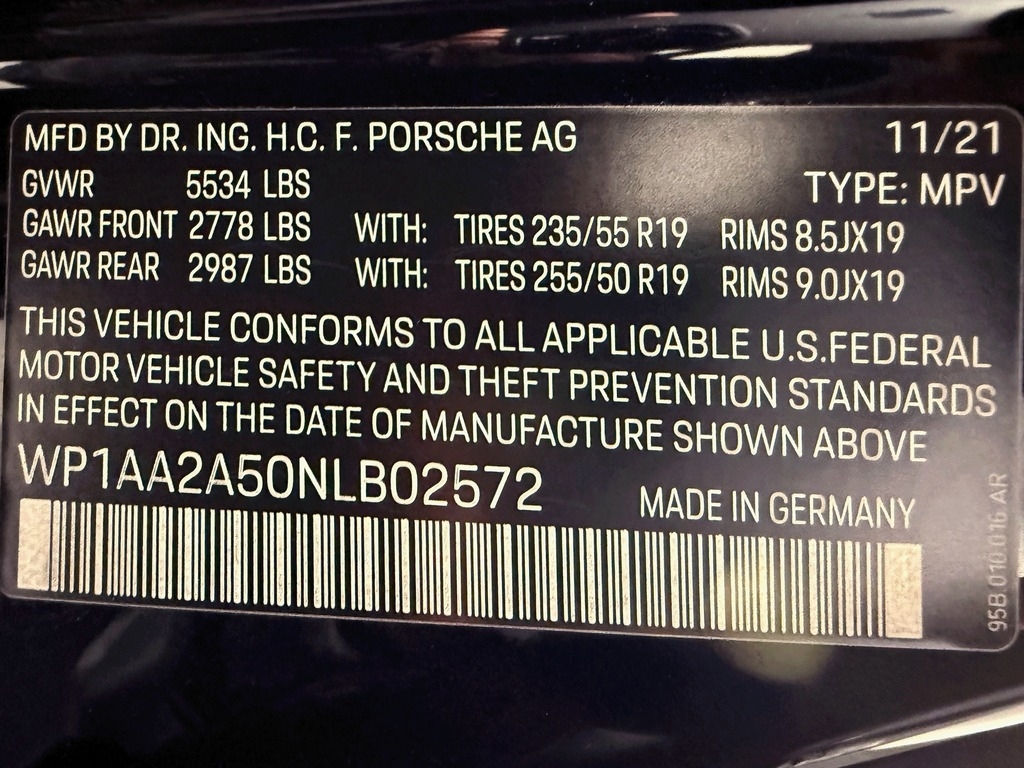 MFD BY DR. ING. H.C. F. PORSCHE AG 11/21
GVWR 5534 LBS TYPE: MPV
GAWR FRONT 2778 LBS WITH: TIRES 235/55 R19 RIMS 8.5JX19
GAWR REAR 2987 LBS WITH: TIRES 255/50 R19 RIMS 9.0JX19
THIS VEHICLE CONFORMS TO ALL APPLICABLE U.S.FEDERAL
MOTOR VEHICLE SAFETY AND THEFT PREVENTION STANDARDS
IN EFFECT ON THE DATE OF MANUFACTURE SHOWN ABOVE
WP1AA2A50NLB02572 MADE IN GERMANY
95B.010.016.AR